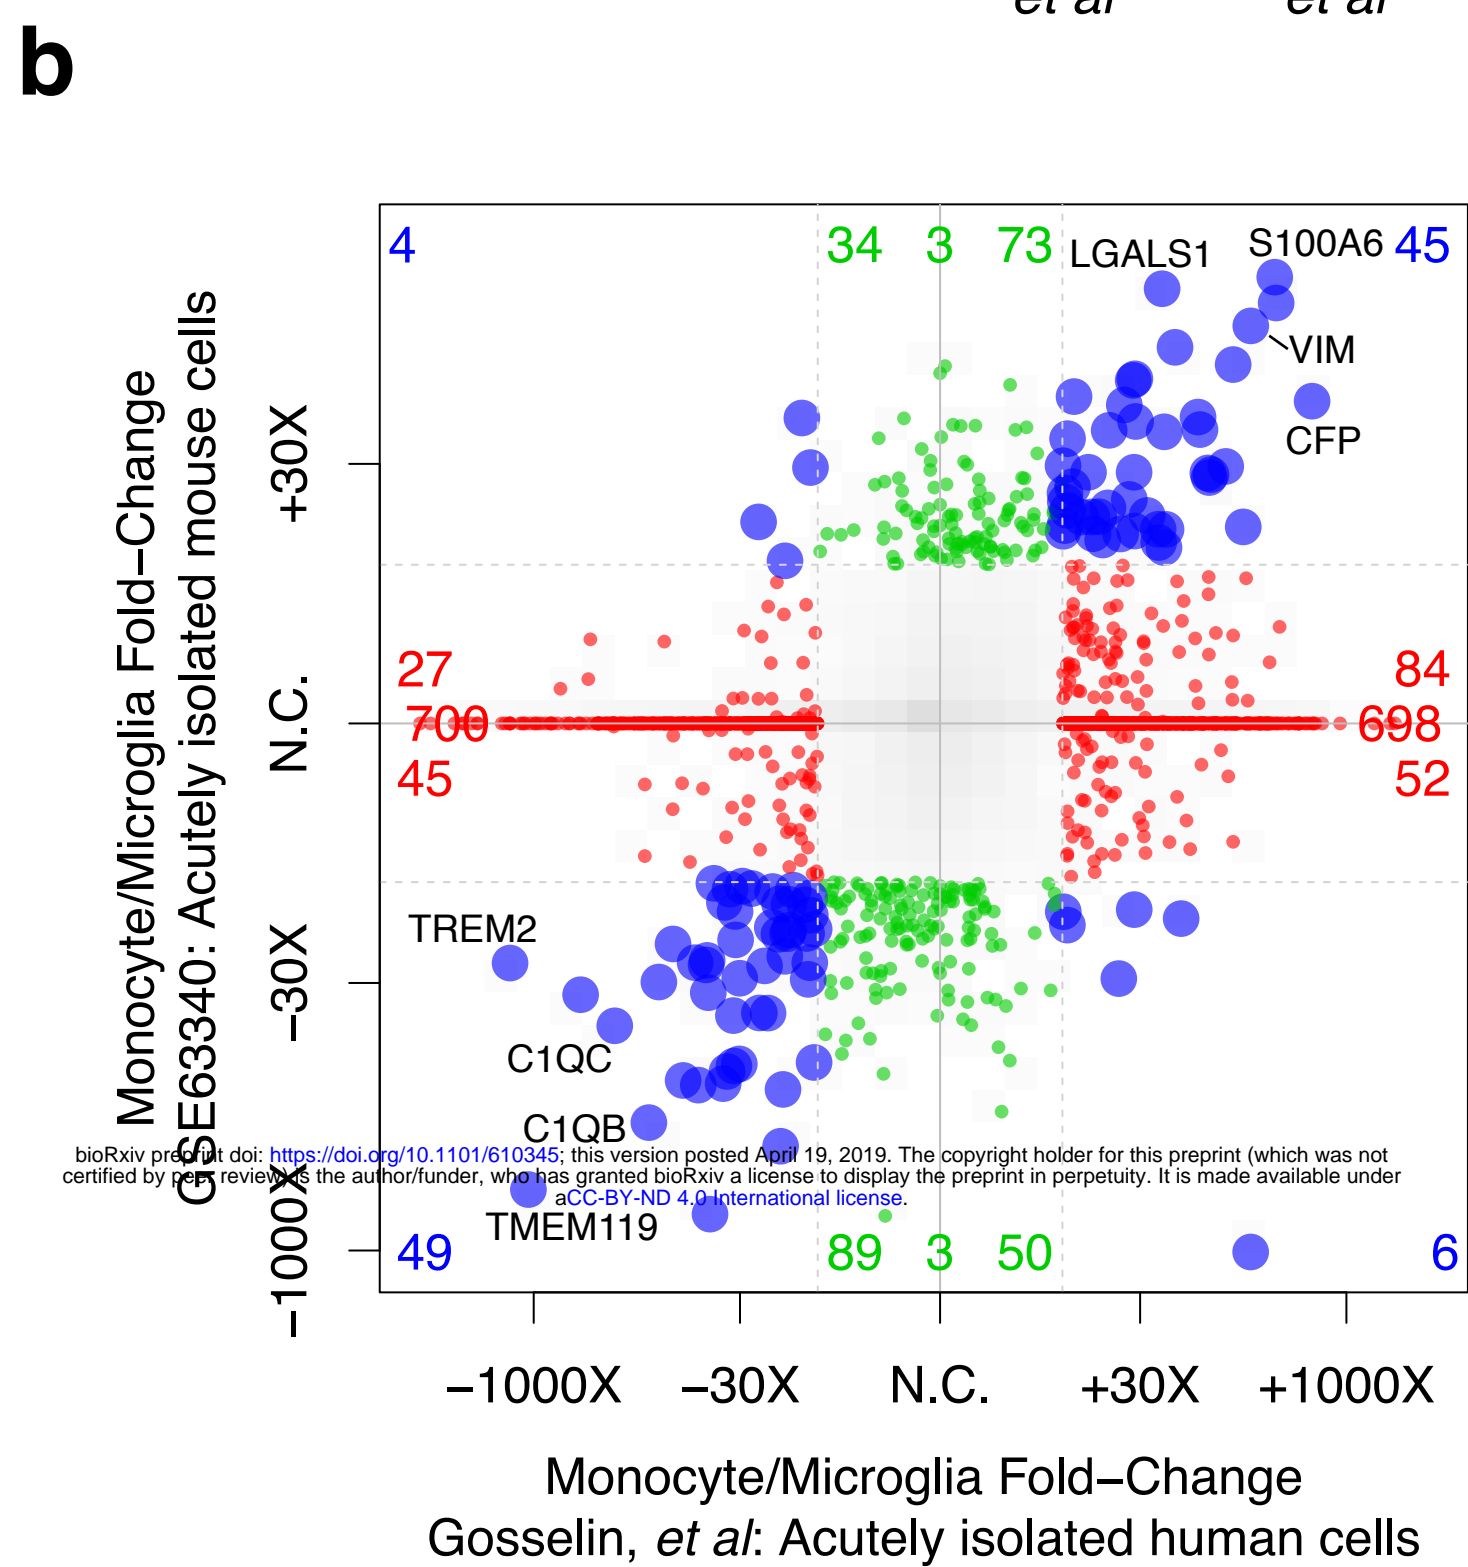 et al et al
b
4 34 3 73 LGALS1 S100A6 45
VIM
CFP
27 84
700 698
45 52
TREM2
C1QC
C1QB
TMEM119
49 89 3 50 6
Monocyte/Microglia Fold−Change
GSE63340: Acutely isolated mouse cells
+30X
N.C.
−30X
−1000X
bioRxiv preprint doi: https://doi.org/10.1101/610345; this version posted April 19, 2019. The copyright holder for this preprint (which was not
certified by peer review) is the author/funder, who has granted bioRxiv a license to display the preprint in perpetuity. It is made available under
aCC-BY-ND 4.0 International license.
−1000X −30X N.C. +30X +1000X
Monocyte/Microglia Fold−Change
Gosselin, et al: Acutely isolated human cells